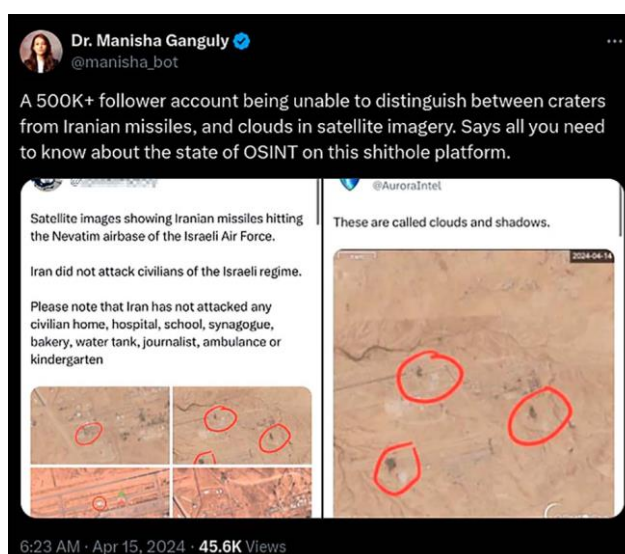 Dr. Manisha Ganguly
@manisha_bot
A 500K+ follower account being unable to distinguish between craters
from Iranian missiles, and clouds in satellite imagery. Says all you need
to know about the state of OSINT on this shithole platform.
Satellite images showing Iranian missiles hitting
the Nevatim airbase of the Israeli Air Force.
Iran did not attack civilians of the Israeli regime.
Please note that Iran has not attacked any
civilian home, hospital, school, synagogue,
bakery, water tank, journalist, ambulance or
kindergarten
@AuroraIntel
These are called clouds and shadows.
2024-04-14
6:23 AM · Apr 15, 2024 · 45.6K Views